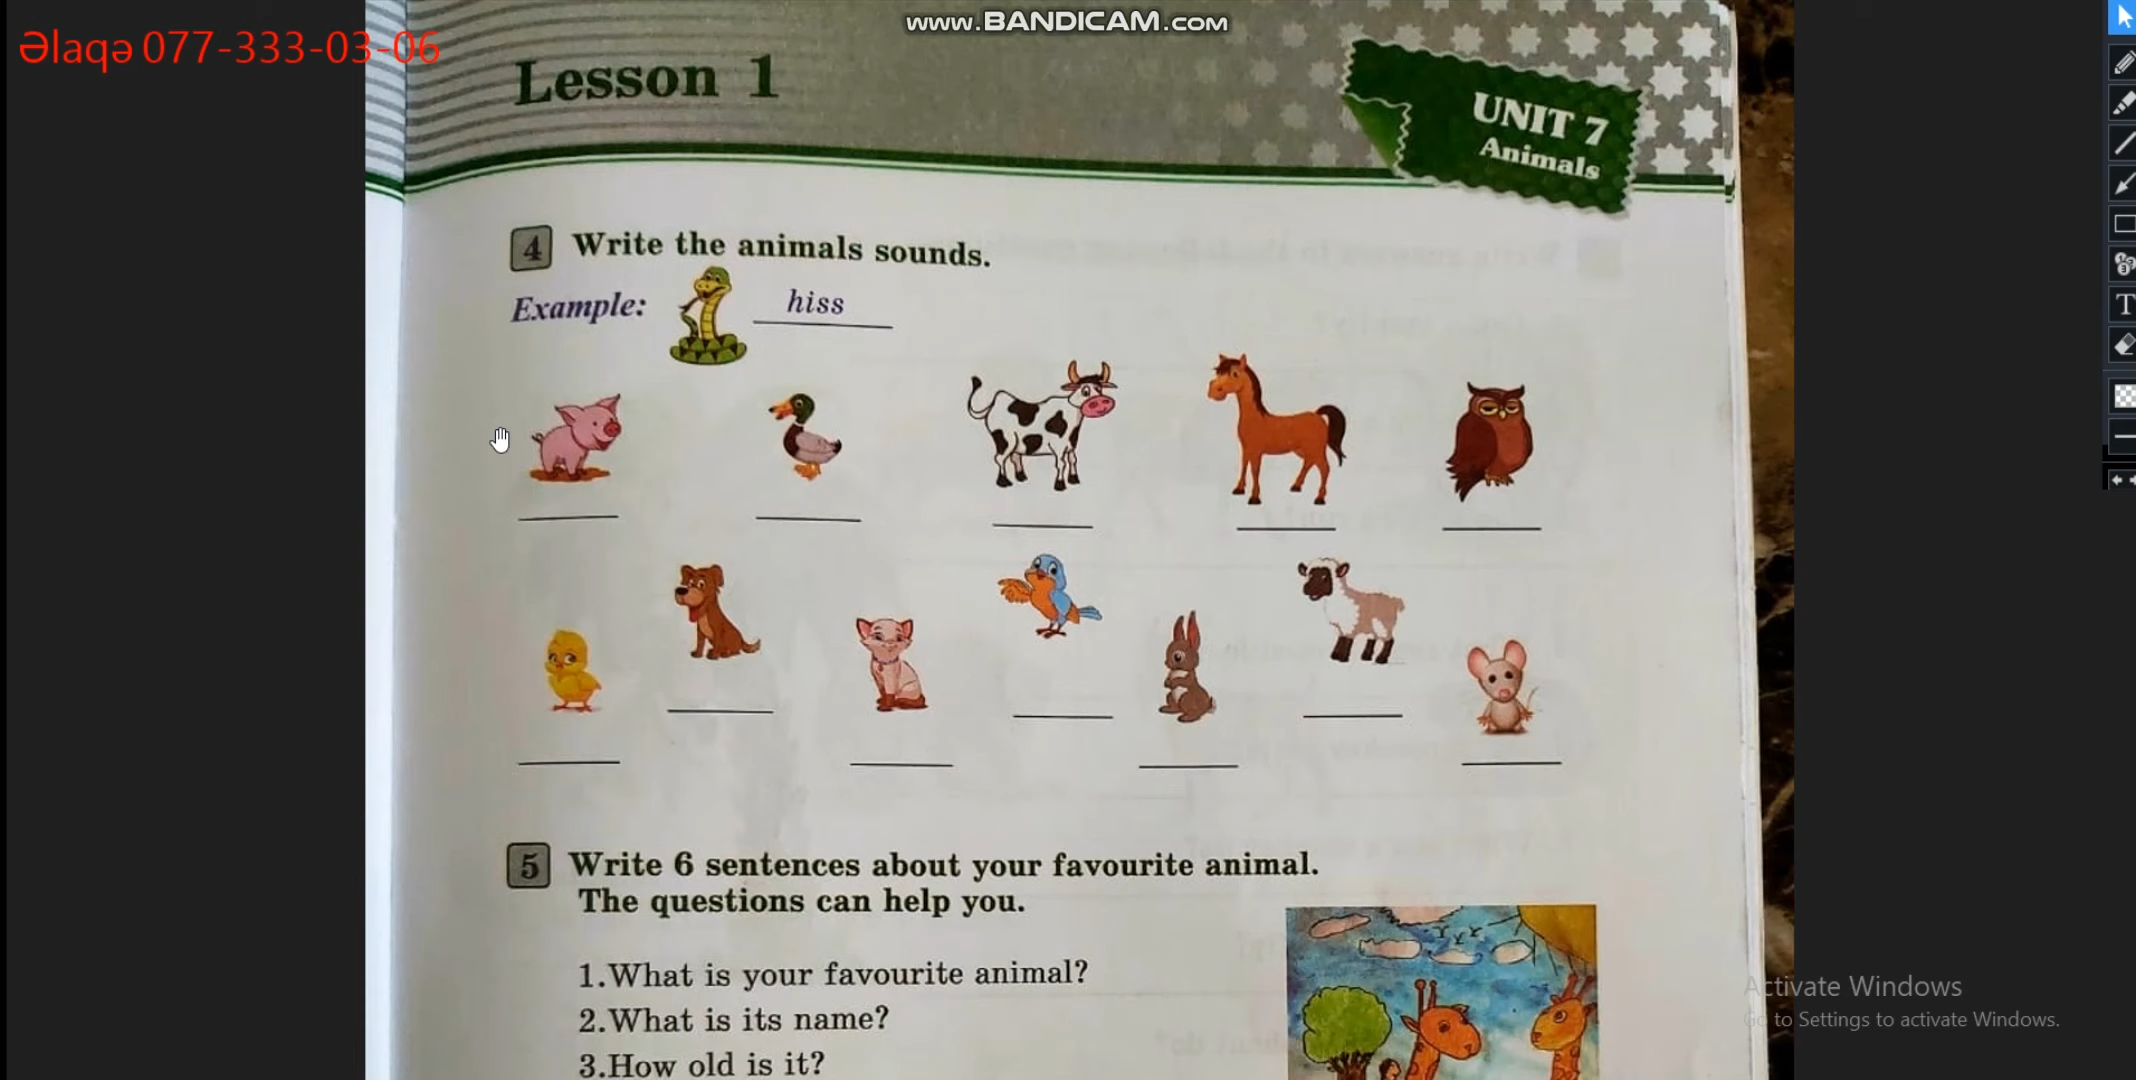 www.BANDICAM.com
Əlaqə 077-333-03-06
Lesson 1
UNIT 7
Animals
4 Write the animals sounds.
Example: hiss
5 Write 6 sentences about your favourite animal.
The questions can help you.
1.What is your favourite animal?
2.What is its name?
3.How old is it?
Activate Windows
Go to Settings to activate Windows.